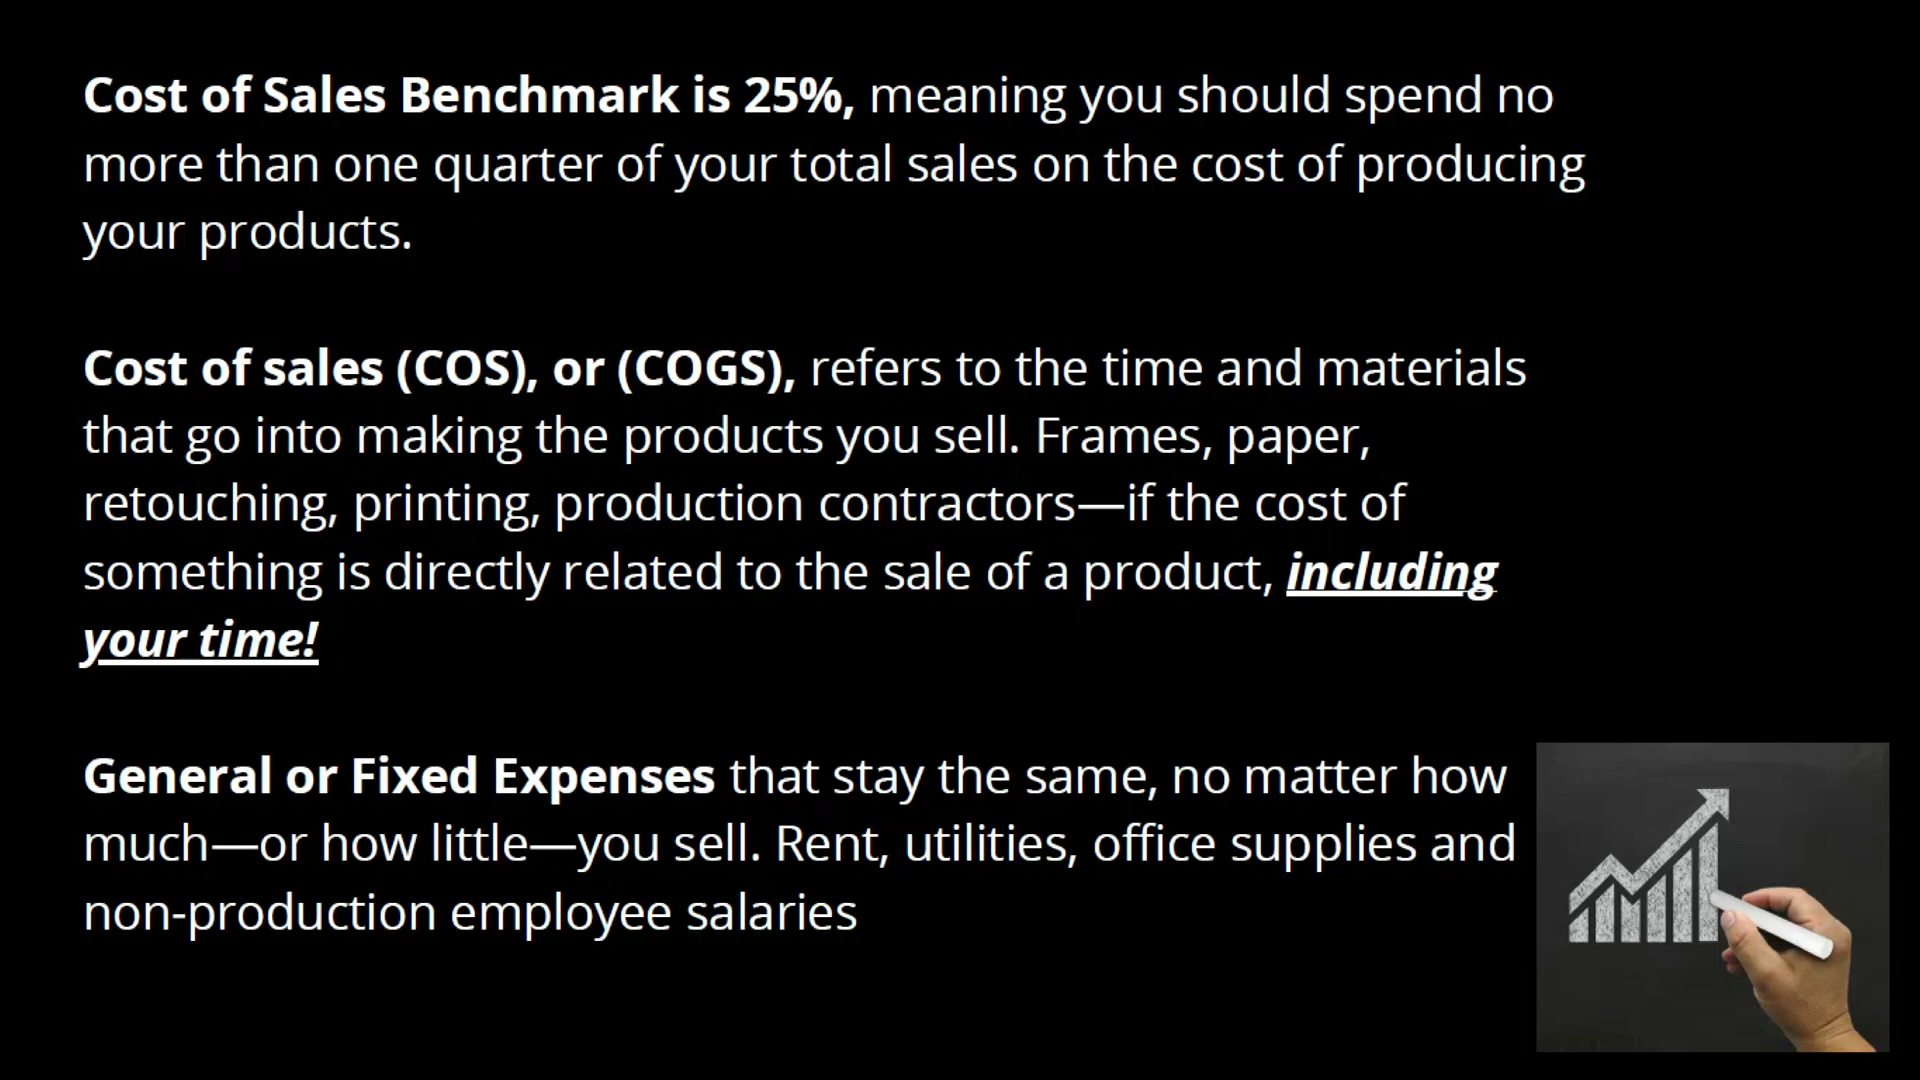 Cost of Sales Benchmark is 25%, meaning you should spend no
more than one quarter of your total sales on the cost of producing
your products.
Cost of sales (COS), or (COGS), refers to the time and materials
that go into making the products you sell. Frames, paper,
retouching, printing, production contractors—if the cost of
something is directly related to the sale of a product, including
your time!
General or Fixed Expenses that stay the same, no matter how
much—or how little—you sell. Rent, utilities, office supplies and
non-production employee salaries